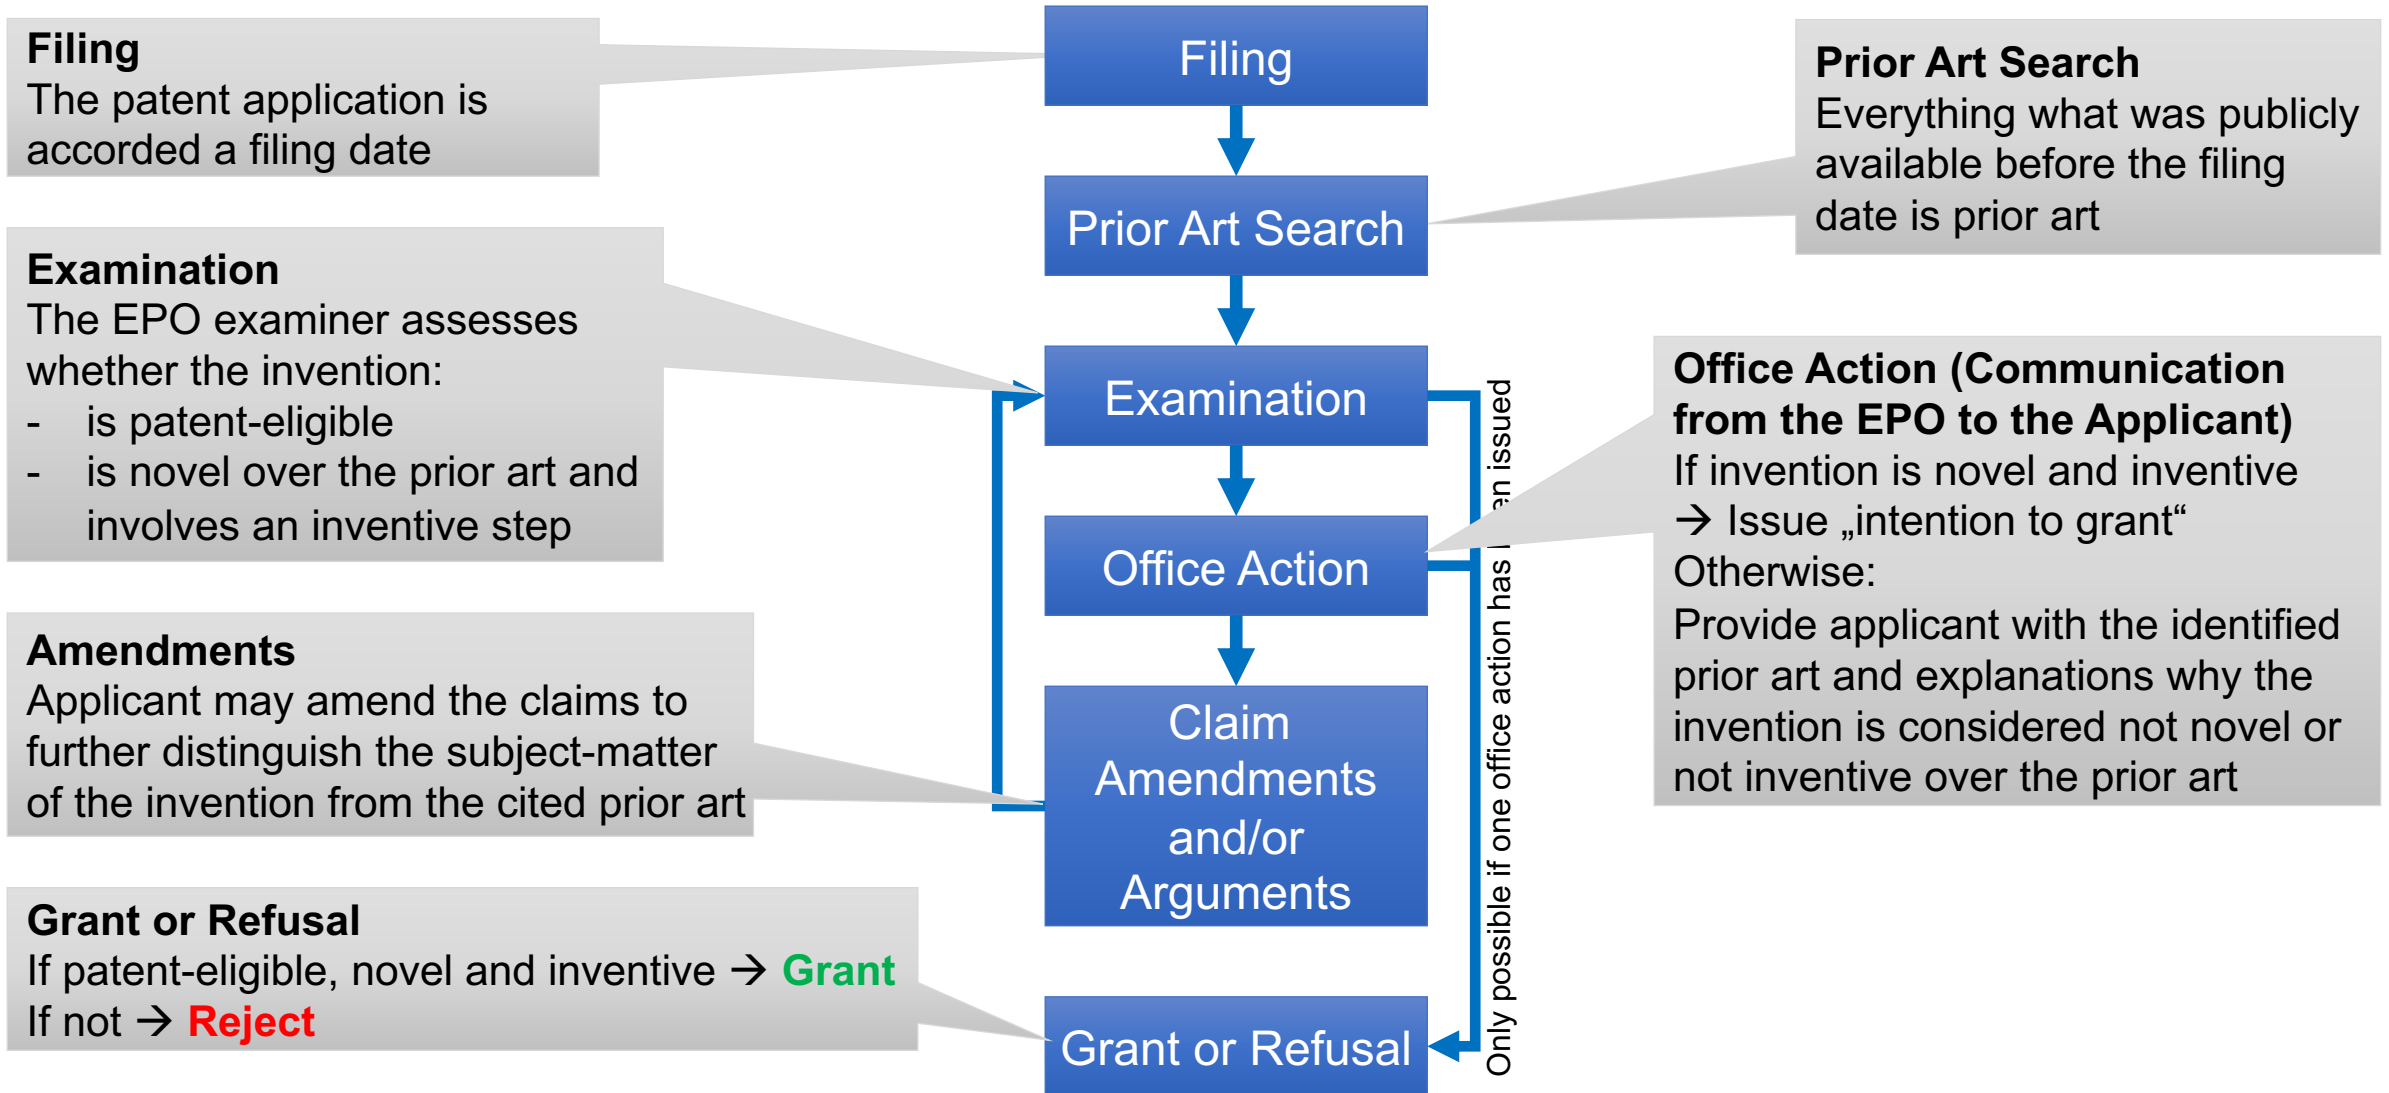 Filing
The patent application is
accorded a filing date
Examination
The EPO examiner assesses
whether the invention:
- is patent-eligible
- is novel over the prior art and
involves an inventive step
Amendments
Applicant may amend the claims to
further distinguish the subject-matter
of the invention from the cited prior art
Grant or Refusal
If patent-eligible, novel and inventive → Grant
If not → Reject
Filing
Prior Art Search
Examination
Office Action
Claim
Amendments
and/or
Arguments
Grant or Refusal
Only possible if one office action has issued
Prior Art Search
Everything what was publicly
available before the filing
date is prior art
Office Action (Communication
from the EPO to the Applicant)
If invention is novel and inventive
→ Issue „intention to grant“
Otherwise:
Provide applicant with the identified
prior art and explanations why the
invention is considered not novel or
not inventive over the prior art